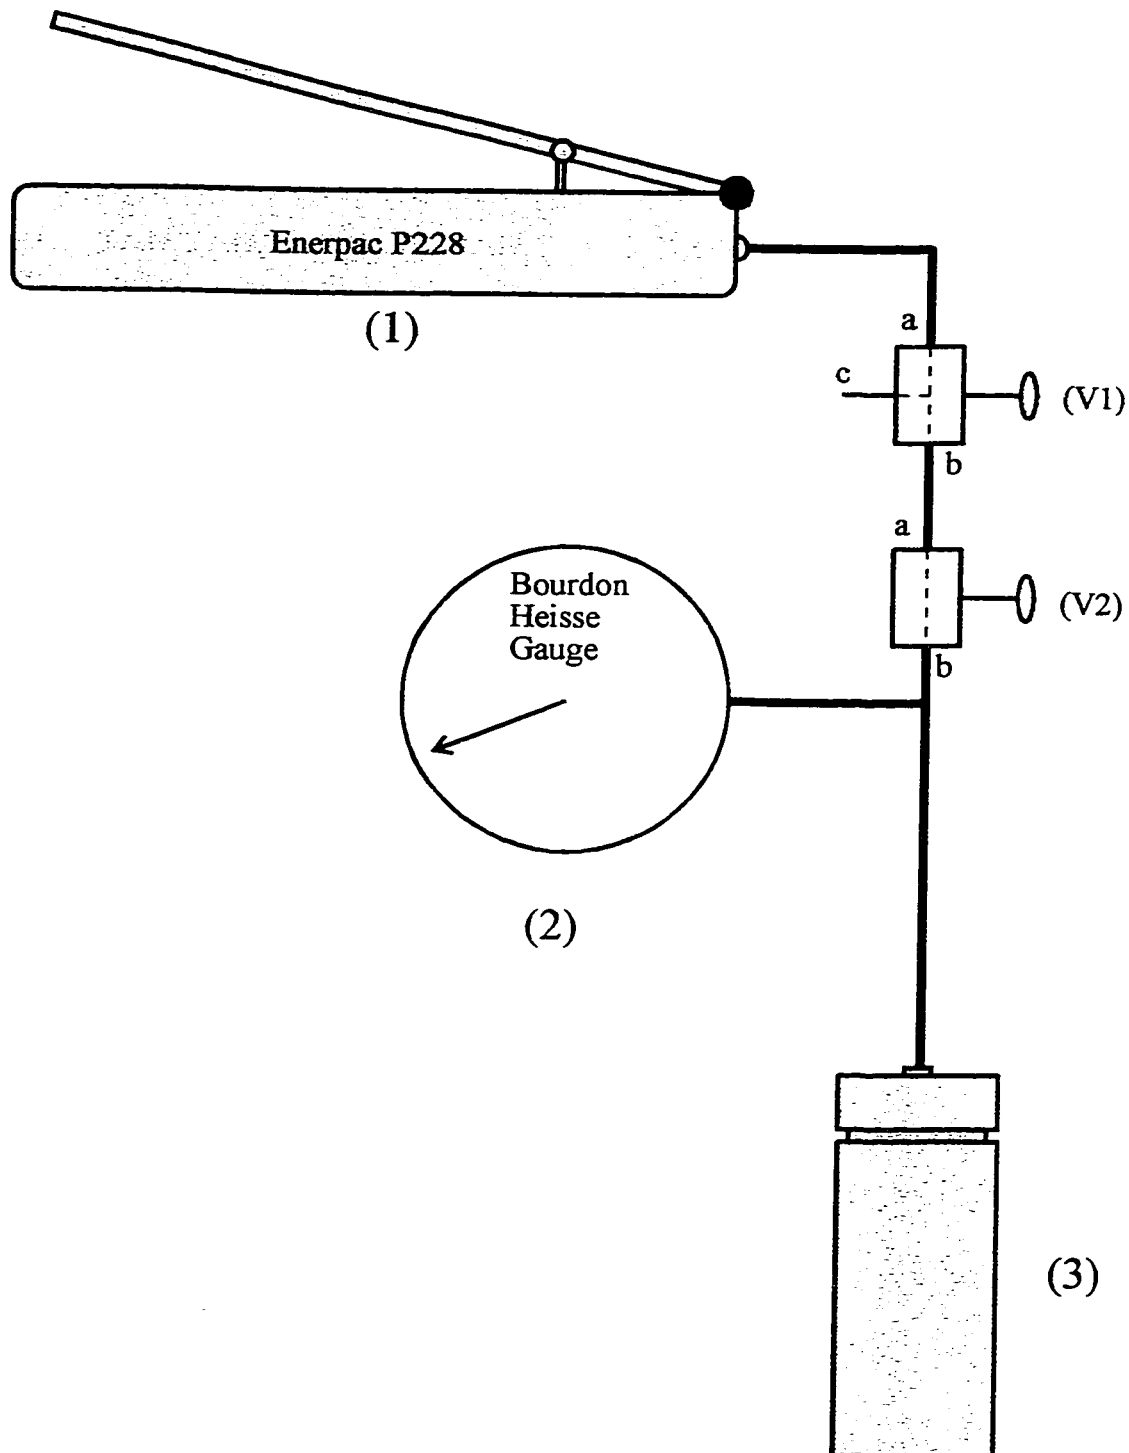 Enerpac P228
(1)
a
c
(V1)
b
a
(V2)
b
Bourdon
Heisse
Gauge
(2)
(3)